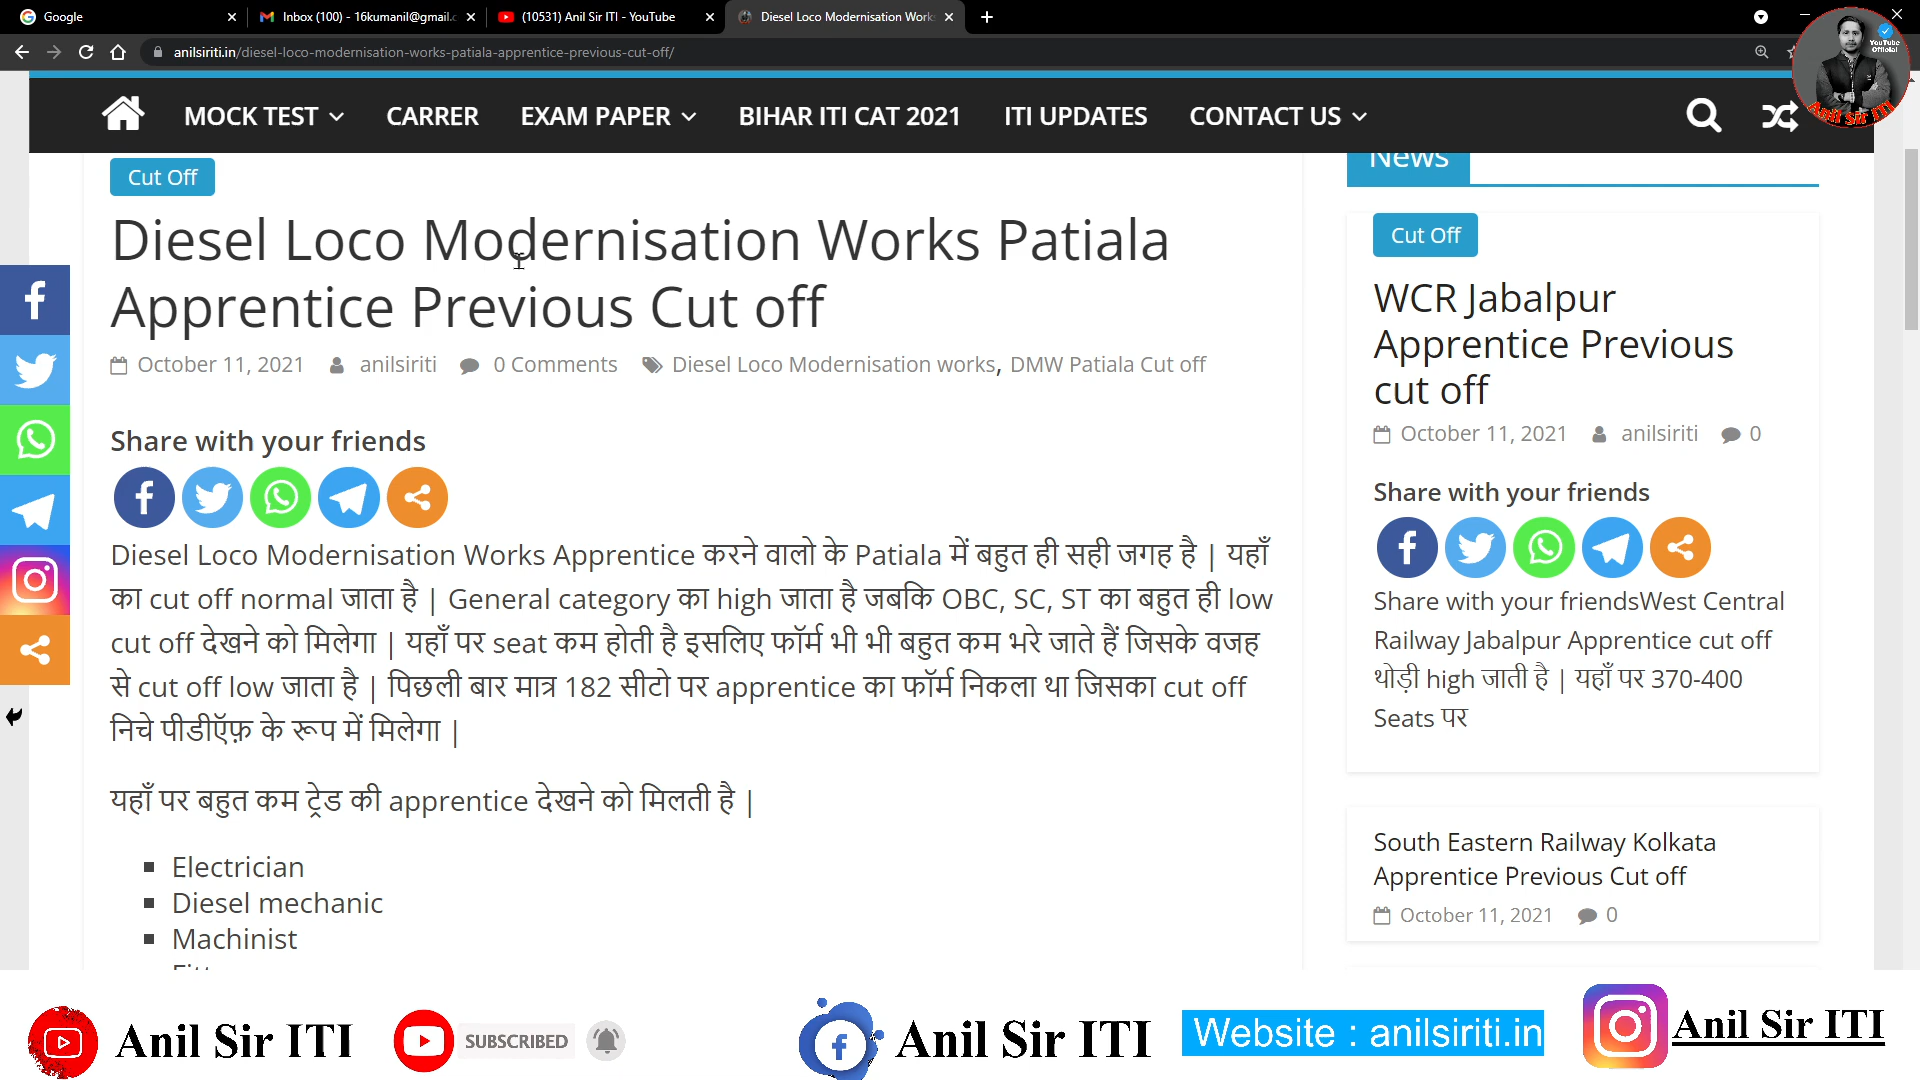 Google
Inbox (100) - 16kumanil@gmail.c
(10531) Anil Sir ITI - YouTube
Diesel Loco Modernisation Work
anilsiriti.in/diesel-loco-modernisation-works-patiala-apprentice-previous-cut-off/
YouTube
Official
Anil Sir ITI
MOCK TEST
CARRER
EXAM PAPER
BIHAR ITI CAT 2021
ITI UPDATES
CONTACT US
Cut Off
Diesel Loco Modernisation Works Patiala
Apprentice Previous Cut off
October 11, 2021 anilsiriti 0 Comments Diesel Loco Modernisation works, DMW Patiala Cut off
Share with your friends
Diesel Loco Modernisation Works Apprentice करने वालो के Patiala में बहुत ही सही जगह है | यहाँ
का cut off normal जाता है | General category का high जाता है जबकि OBC, SC, ST का बहुत ही low
cut off देखने को मिलेगा | यहाँ पर seat कम होती है इसलिए फॉर्म भी भी बहुत कम भरे जाते हैं जिसके वजह
से cut off low जाता है | पिछली बार मात्र 182 सीटो पर apprentice का फॉर्म निकला था जिसका cut off
निचे पीडीऍफ़ के रूप में मिलेगा |
यहाँ पर बहुत कम ट्रेड की apprentice देखने को मिलती है |
Electrician
Diesel mechanic
Machinist
News
Cut Off
WCR Jabalpur
Apprentice Previous
cut off
October 11, 2021 anilsiriti 0
Share with your friends
Share with your friendsWest Central
Railway Jabalpur Apprentice cut off
थोड़ी high जाती है | यहाँ पर 370-400
Seats पर
South Eastern Railway Kolkata
Apprentice Previous Cut off
October 11, 2021 0
Anil Sir ITI
SUBSCRIBED
Anil Sir ITI
Website : anilsiriti.in
Anil Sir ITI